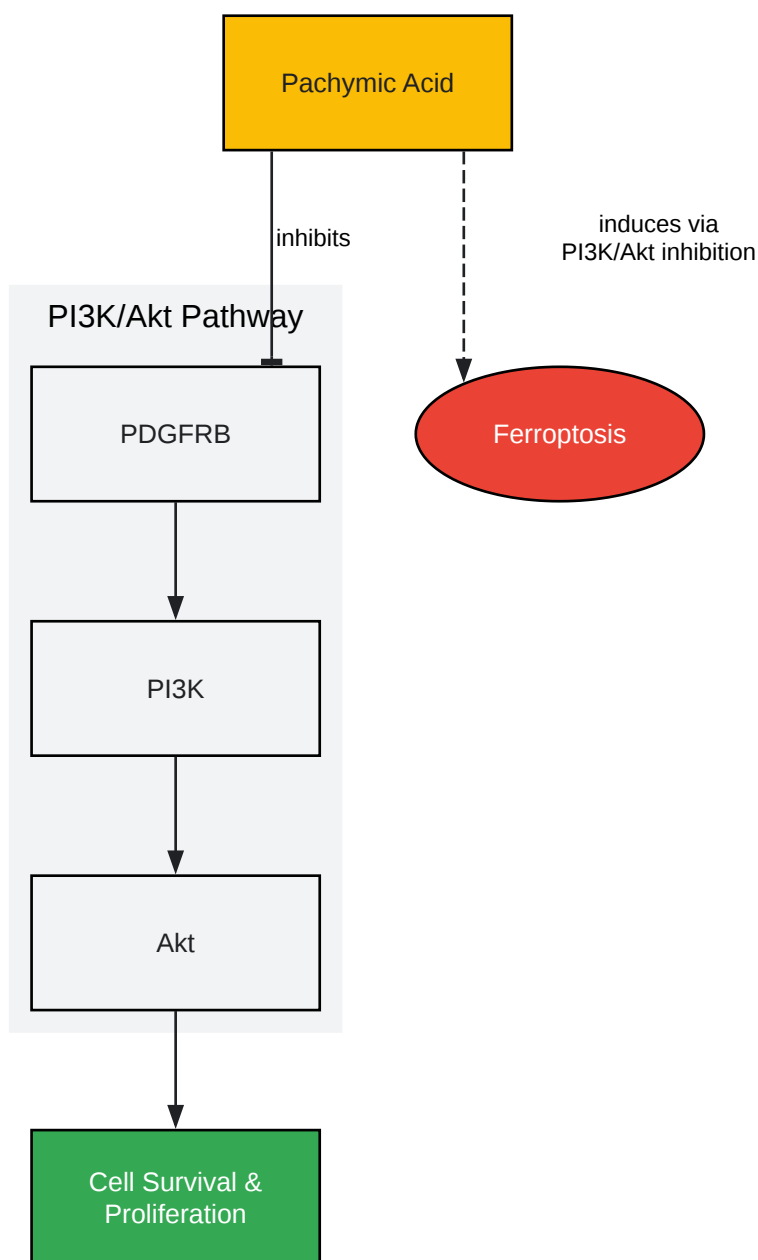 Pachymic Acid
inhibits
induces via
PI3K/Akt inhibition
PI3K/Akt Pathway
PDGFRB
Ferroptosis
PI3K
Akt
Cell Survival &
Proliferation